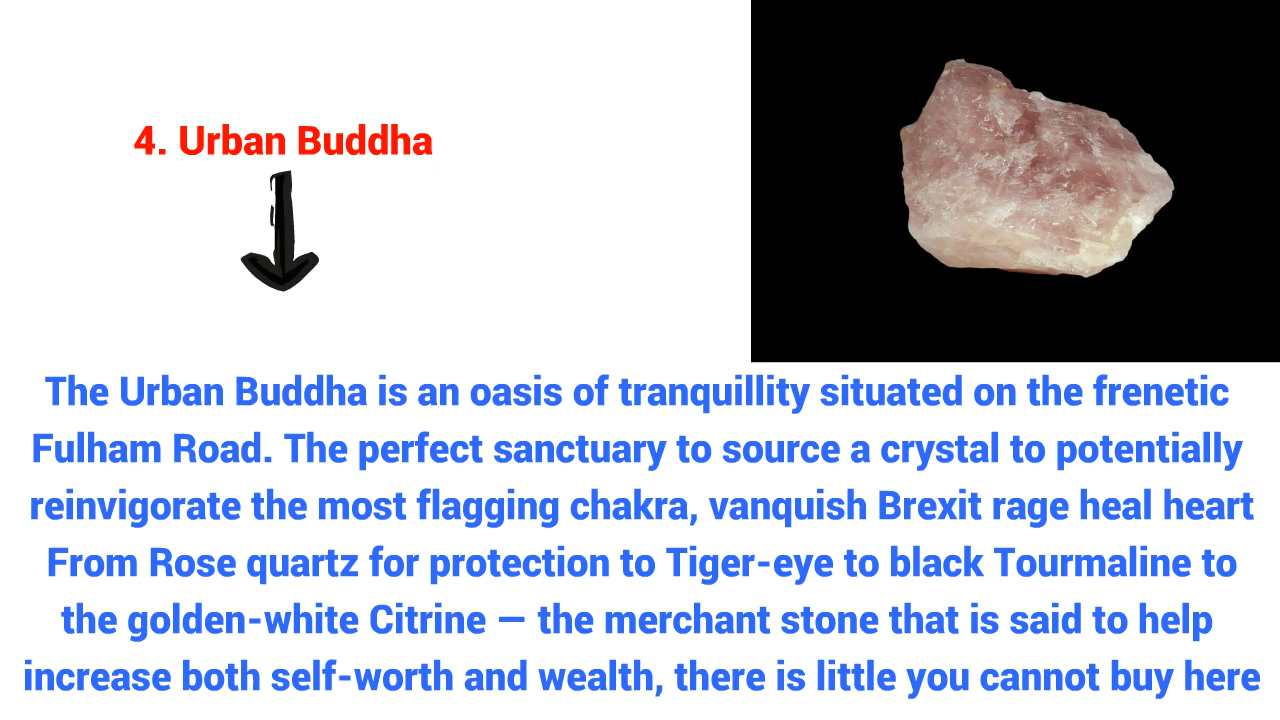 4. Urban Buddha
The Urban Buddha is an oasis of tranquillity situated on the frenetic
Fulham Road. The perfect sanctuary to source a crystal to potentially
reinvigorate the most flagging chakra, vanquish Brexit rage heal heart
From Rose quartz for protection to Tiger-eye to black Tourmaline to
the golden-white Citrine — the merchant stone that is said to help
increase both self-worth and wealth, there is little you cannot buy here